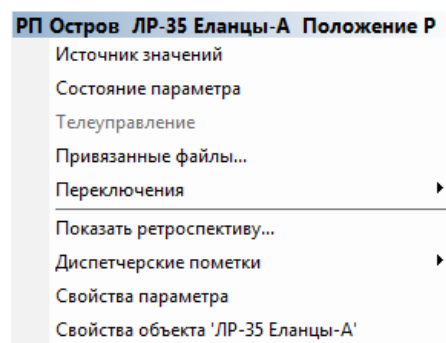 РП Остров ЛР-35 Еланцы-А Положение Р
Источник значений
Состояние параметра
Телеуправление
Привязанные файлы...
Переключения
Показать ретроспективу...
Диспетчерские пометки
Свойства параметра
Свойства объекта 'ЛР-35 Еланцы-А'